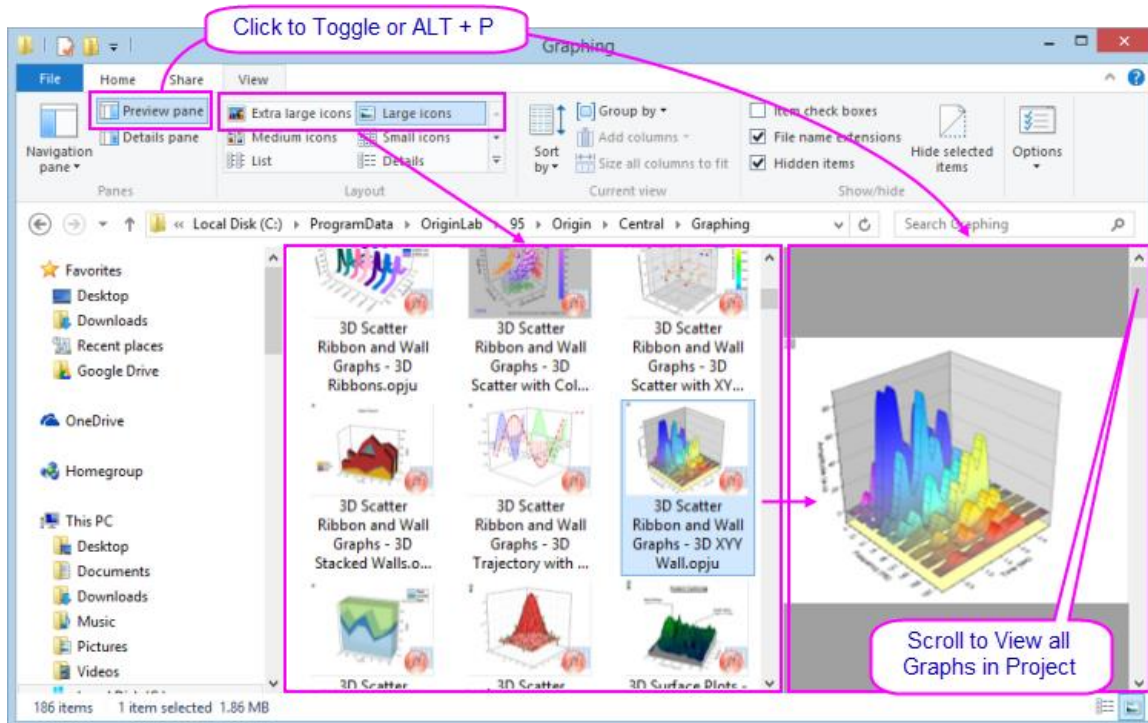 Click to Toggle or ALT + P
Graphing
File Home Share View
Navigation pane
Preview pane
Details pane
Panes
Extra large icons
Large icons
Medium icons
Small icons
List
Details
Layout
Sort by
Group by
Add columns
Size all columns to fit
Current view
Item check boxes
File name extensions
Hidden items
Hide selected items
Show/hide
Options
« Local Disk (C:) ProgramData OriginLab 95 Origin Central Graphing
Search Graphing
Favorites
Desktop
Downloads
Recent places
Google Drive
OneDrive
Homegroup
This PC
Desktop
Documents
Downloads
Music
Pictures
Videos
3D Scatter
Ribbon and Wall
Graphs - 3D
Ribbons.opju
3D Scatter
Ribbon and Wall
Graphs - 3D
Scatter with Col...
3D Scatter
Ribbon and Wall
Graphs - 3D
Scatter with XY...
3D Scatter
Ribbon and Wall
Graphs - 3D
Stacked Walls.o...
3D Scatter
Ribbon and Wall
Graphs - 3D
Trajectory with ...
3D Scatter
Ribbon and Wall
Graphs - 3D XYY
Wall.opju
3D Scatter
3D Scatter
3D Surface Plots -
Scroll to View all
Graphs in Project
186 items 1 item selected 1.86 MB